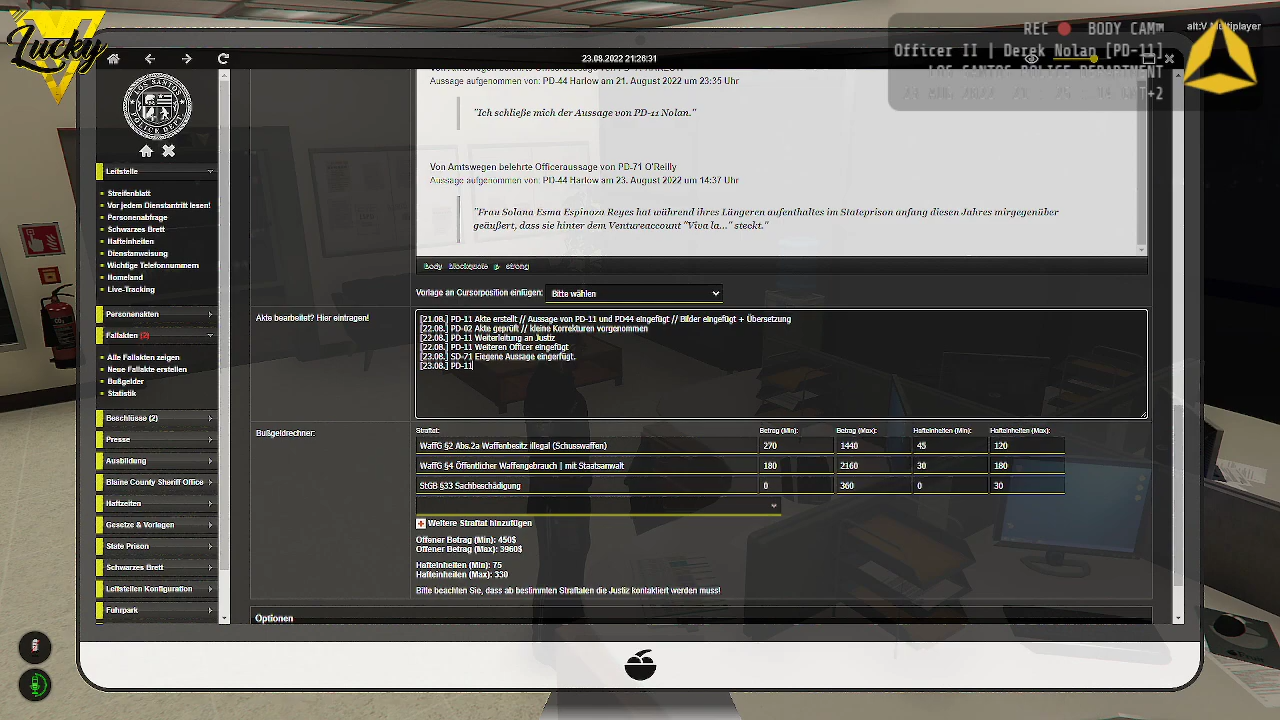 Lucky
REC BODY CAM
alt:V Multiplayer
Officer II | Derek Nolan [PD-11]
LOS SANTOS POLICE DEPARTMENT
23.08.2022 21:26:31
Aussage aufgenommen von: PD-44 Harlow am 21. August 2022 um 23:35 Uhr
"Ich schließe mich der Aussage von PD-11 Nolan."
Von Amtswegen belehrte Officeraussage von PD-71 O'Reilly
Aussage aufgenommen von: PD-44 Harlow am 23. August 2022 um 14:37 Uhr
"Frau Solana Esma Espinoza Reyes hat während ihres Längeren aufenthaltes im Stateprison anfang diesen Jahres mirgegenüber
geäußert, dass sie hinter dem Ventureaccount "Viva la..." steckt."
Body blockquote p strong
Vorlage an Cursorposition einfügen: Bitte wählen
Akte bearbeitet? Hier eintragen!
[21.08.] PD-11 Akte erstellt // Aussage von PD-11 und PD44 eingefügt // Bilder eingefügt + Übersetzung
[22.08.] PD-02 Akte geprüft // kleine Korrekturen vorgenommen
[22.08.] PD-11 Weiterleitung an Justiz
[22.08.] PD-11 Weiteren Officer eingefügt
[23.08.] SD-71 Eiegene Aussage eingerfügt.
[23.08.] PD-11
Bußgeldrechner:
Straftat: Betrag (Min): Betrag (Max): Hafteinheiten (Min): Hafteinheiten (Max):
WaffG §2 Abs.2a Waffenbesitz illegal (Schusswaffen) 270 1440 45 120
WaffG §4 Öffentlicher Waffengebrauch | mit Staatsanwalt 180 2160 30 180
StGB §33 Sachbeschädigung 0 360 0 30
Weitere Straftat hinzufügen
Offener Betrag (Min): 450$
Offener Betrag (Max): 3960$
Hafteinheiten (Min): 75
Hafteinheiten (Max): 330
Bitte beachten Sie, dass ab bestimmten Straftaten die Justiz kontaktiert werden muss!
Optionen
Leitstelle
Streifenblatt
Vor jedem Dienstantritt lesen!
Personenabfrage
Schwarzes Brett
Hafteinheiten
Dienstanweisung
Wichtige Telefonnummern
Homeland
Live-Tracking
Personenakten
Fallakten (2)
Alle Fallakten zeigen
Neue Fallakte erstellen
Bußgelder
Statistik
Beschlüsse (2)
Presse
Ausbildung
Blaine County Sheriff Office
Haftzeiten
Gesetze & Vorlagen
State Prison
Schwarzes Brett
Leitstellen Konfiguration
Fuhrpark